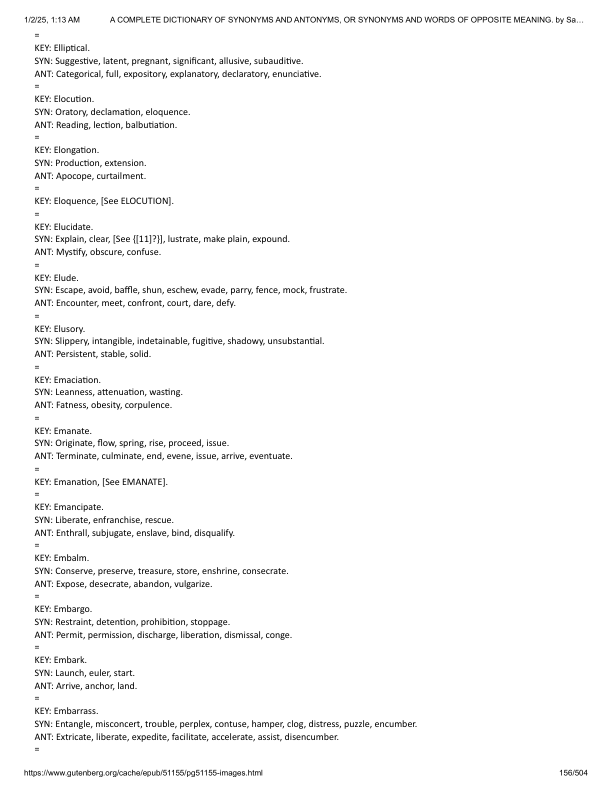 1/2/25, 1:13 AM A COMPLETE DICTIONARY OF SYNONYMS AND ANTONYMS, OR SYNONYMS AND WORDS OF OPPOSITE MEANING. by Sa…
=
KEY: Elliptical.
SYN: Suggestive, latent, pregnant, significant, allusive, subauditive.
ANT: Categorical, full, expository, explanatory, declaratory, enunciative.
=
KEY: Elocution.
SYN: Oratory, declamation, eloquence.
ANT: Reading, lection, balbutiation.
=
KEY: Elongation.
SYN: Production, extension.
ANT: Apocope, curtailment.
=
KEY: Eloquence, [See ELOCUTION].
=
KEY: Elucidate.
SYN: Explain, clear, [See {[11]?}], lustrate, make plain, expound.
ANT: Mystify, obscure, confuse.
=
KEY: Elude.
SYN: Escape, avoid, baffle, shun, eschew, evade, parry, fence, mock, frustrate.
ANT: Encounter, meet, confront, court, dare, defy.
=
KEY: Elusory.
SYN: Slippery, intangible, indetainable, fugitive, shadowy, unsubstantial.
ANT: Persistent, stable, solid.
=
KEY: Emaciation.
SYN: Leanness, attenuation, wasting.
ANT: Fatness, obesity, corpulence.
=
KEY: Emanate.
SYN: Originate, flow, spring, rise, proceed, issue.
ANT: Terminate, culminate, end, evene, issue, arrive, eventuate.
=
KEY: Emanation, [See EMANATE].
=
KEY: Emancipate.
SYN: Liberate, enfranchise, rescue.
ANT: Enthrall, subjugate, enslave, bind, disqualify.
=
KEY: Embalm.
SYN: Conserve, preserve, treasure, store, enshrine, consecrate.
ANT: Expose, desecrate, abandon, vulgarize.
=
KEY: Embargo.
SYN: Restraint, detention, prohibition, stoppage.
ANT: Permit, permission, discharge, liberation, dismissal, conge.
=
KEY: Embark.
SYN: Launch, euler, start.
ANT: Arrive, anchor, land.
=
KEY: Embarrass.
SYN: Entangle, misconcert, trouble, perplex, contuse, hamper, clog, distress, puzzle, encumber.
ANT: Extricate, liberate, expedite, facilitate, accelerate, assist, disencumber.
=
https://www.gutenberg.org/cache/epub/51155/pg51155-images.html 156/504